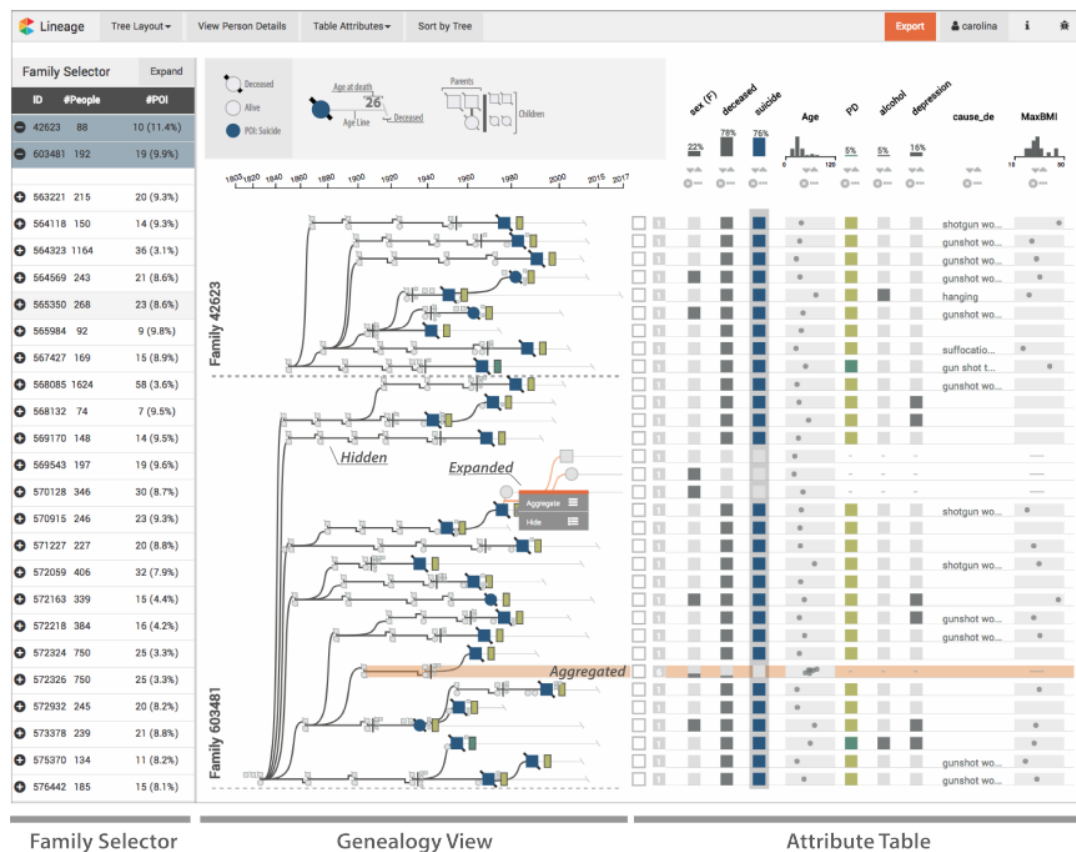 Lineage Tree Layout View Person Details Table Attributes Sort by Tree Export carolina i
Family Selector Expand
ID #People #POI
42623 88 10 (11.4%)
603481 192 19 (9.9%)
563221 215 20 (9.3%)
564118 150 14 (9.3%)
564323 1164 36 (3.1%)
564569 243 21 (8.6%)
565350 268 23 (8.6%)
565984 92 9 (9.8%)
567427 169 15 (8.9%)
568085 1624 58 (3.6%)
568132 74 7 (9.5%)
569170 148 14 (9.5%)
569543 197 19 (9.6%)
570128 346 30 (8.7%)
570915 246 23 (9.3%)
571227 227 20 (8.8%)
572059 406 32 (7.9%)
572163 339 15 (4.4%)
572218 384 16 (4.2%)
572324 750 25 (3.3%)
572326 750 25 (3.3%)
572932 245 20 (8.2%)
573378 239 21 (8.8%)
575370 134 11 (8.2%)
576442 185 15 (8.1%)
Deceased
Alive
POI: Suicide
Age at death
26
Age Line
Deceased
Parents
Children
1803 1820 1840 1860 1880 1900 1920 1940 1960 1980 2000 2015 2017
Family 42623
Hidden
Expanded
Aggregate
Hide
Aggregated
Family 603481
sex (F) deceased suicide Age PD alcohol depression cause_de MaxBMI
22% 78% 76% 5% 5% 16%
0 120 10 50
shotgun wo...
gunshot wo...
gunshot wo...
gunshot wo...
hanging
gunshot wo...
suffocatio...
gun shot t...
gunshot wo...
shotgun wo...
shotgun wo...
gunshot wo...
gunshot wo...
gunshot wo...
gunshot wo...
Family Selector
Genealogy View
Attribute Table